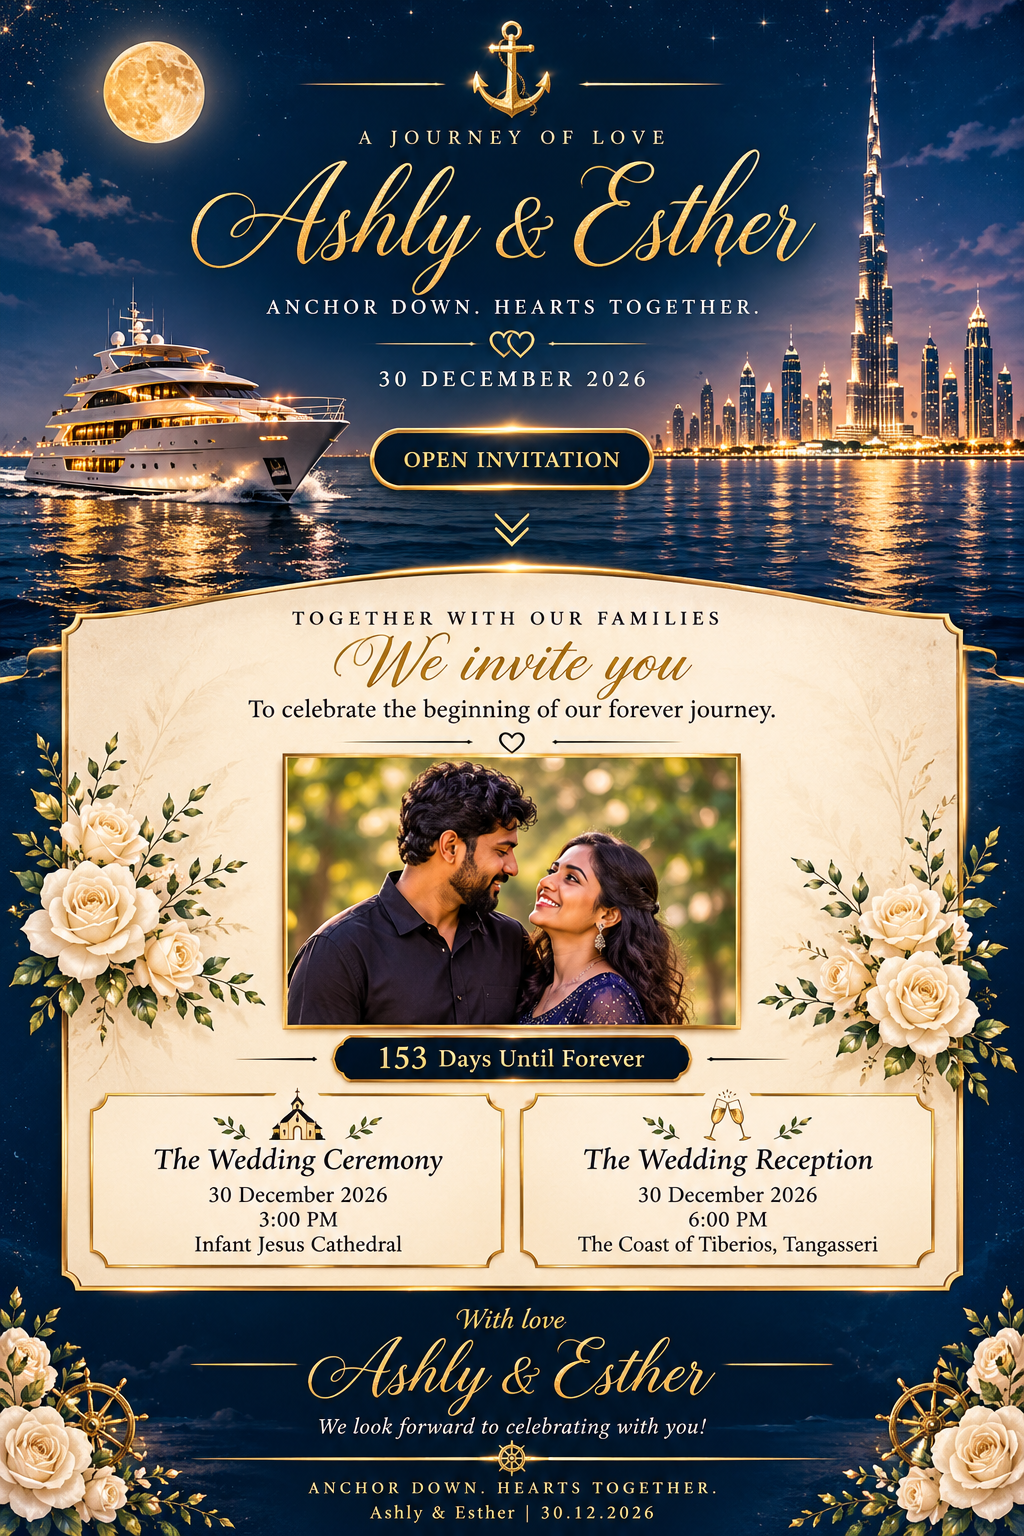 A JOURNEY OF LOVE
Ashly & Esther
ANCHOR DOWN. HEARTS TOGETHER.
30 DECEMBER 2026
OPEN INVITATION
TOGETHER WITH OUR FAMILIES
We invite you
To celebrate the beginning of our forever journey.
153 Days Until Forever
The Wedding Ceremony
30 December 2026
3:00 PM
Infant Jesus Cathedral
The Wedding Reception
30 December 2026
6:00 PM
The Coast of Tiberios, Tangasseri
With love
Ashly & Esther
We look forward to celebrating with you!
ANCHOR DOWN. HEARTS TOGETHER.
Ashly & Esther | 30.12.2026